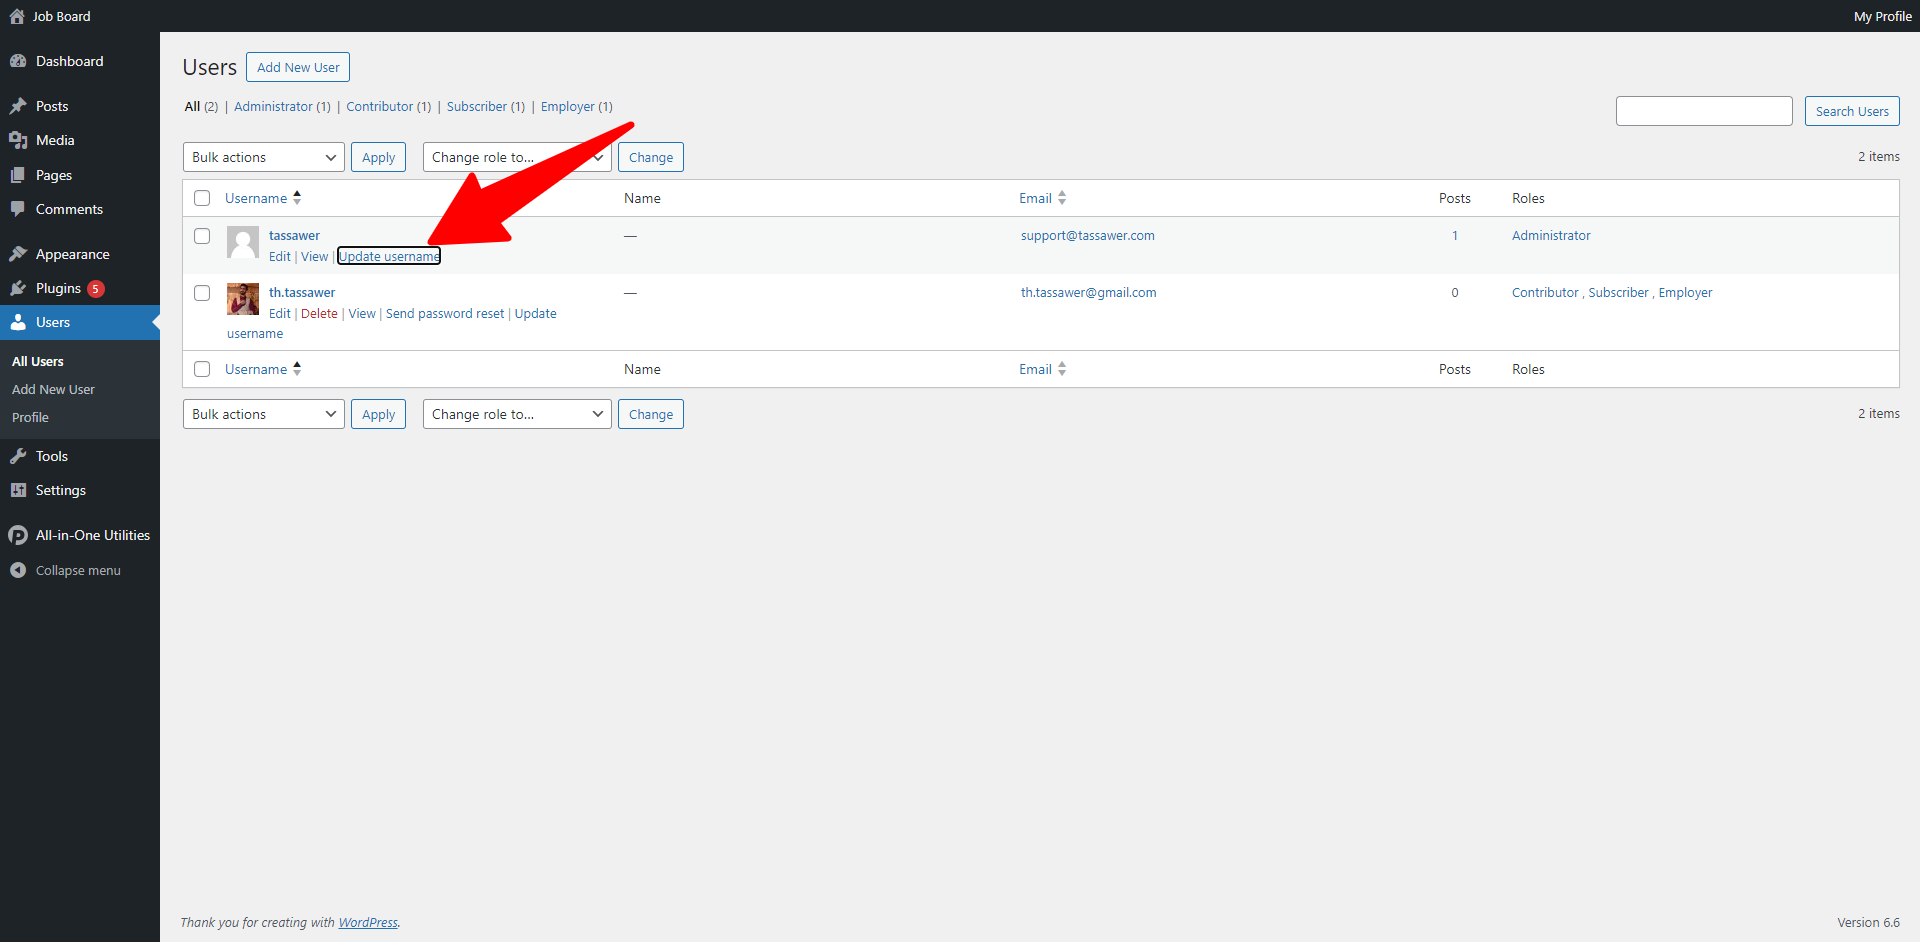 Job Board
My Profile
Dashboard
Posts
Media
Pages
Comments
Appearance
Plugins 5
Users
All Users
Add New User
Profile
Tools
Settings
All-in-One Utilities
Collapse menu
Users Add New User
All (2) | Administrator (1) | Contributor (1) | Subscriber (1) | Employer (1)
Search Users
Bulk actions Apply Change role to... Change 2 items
Username Name Email Posts Roles
tassawer — support@tassawer.com 1 Administrator
Edit | View | Update username
th.tassawer — th.tassawer@gmail.com 0 Contributor , Subscriber , Employer
Edit | Delete | View | Send password reset | Update
username
Username Name Email Posts Roles
Bulk actions Apply Change role to... Change 2 items
Thank you for creating with WordPress. Version 6.6